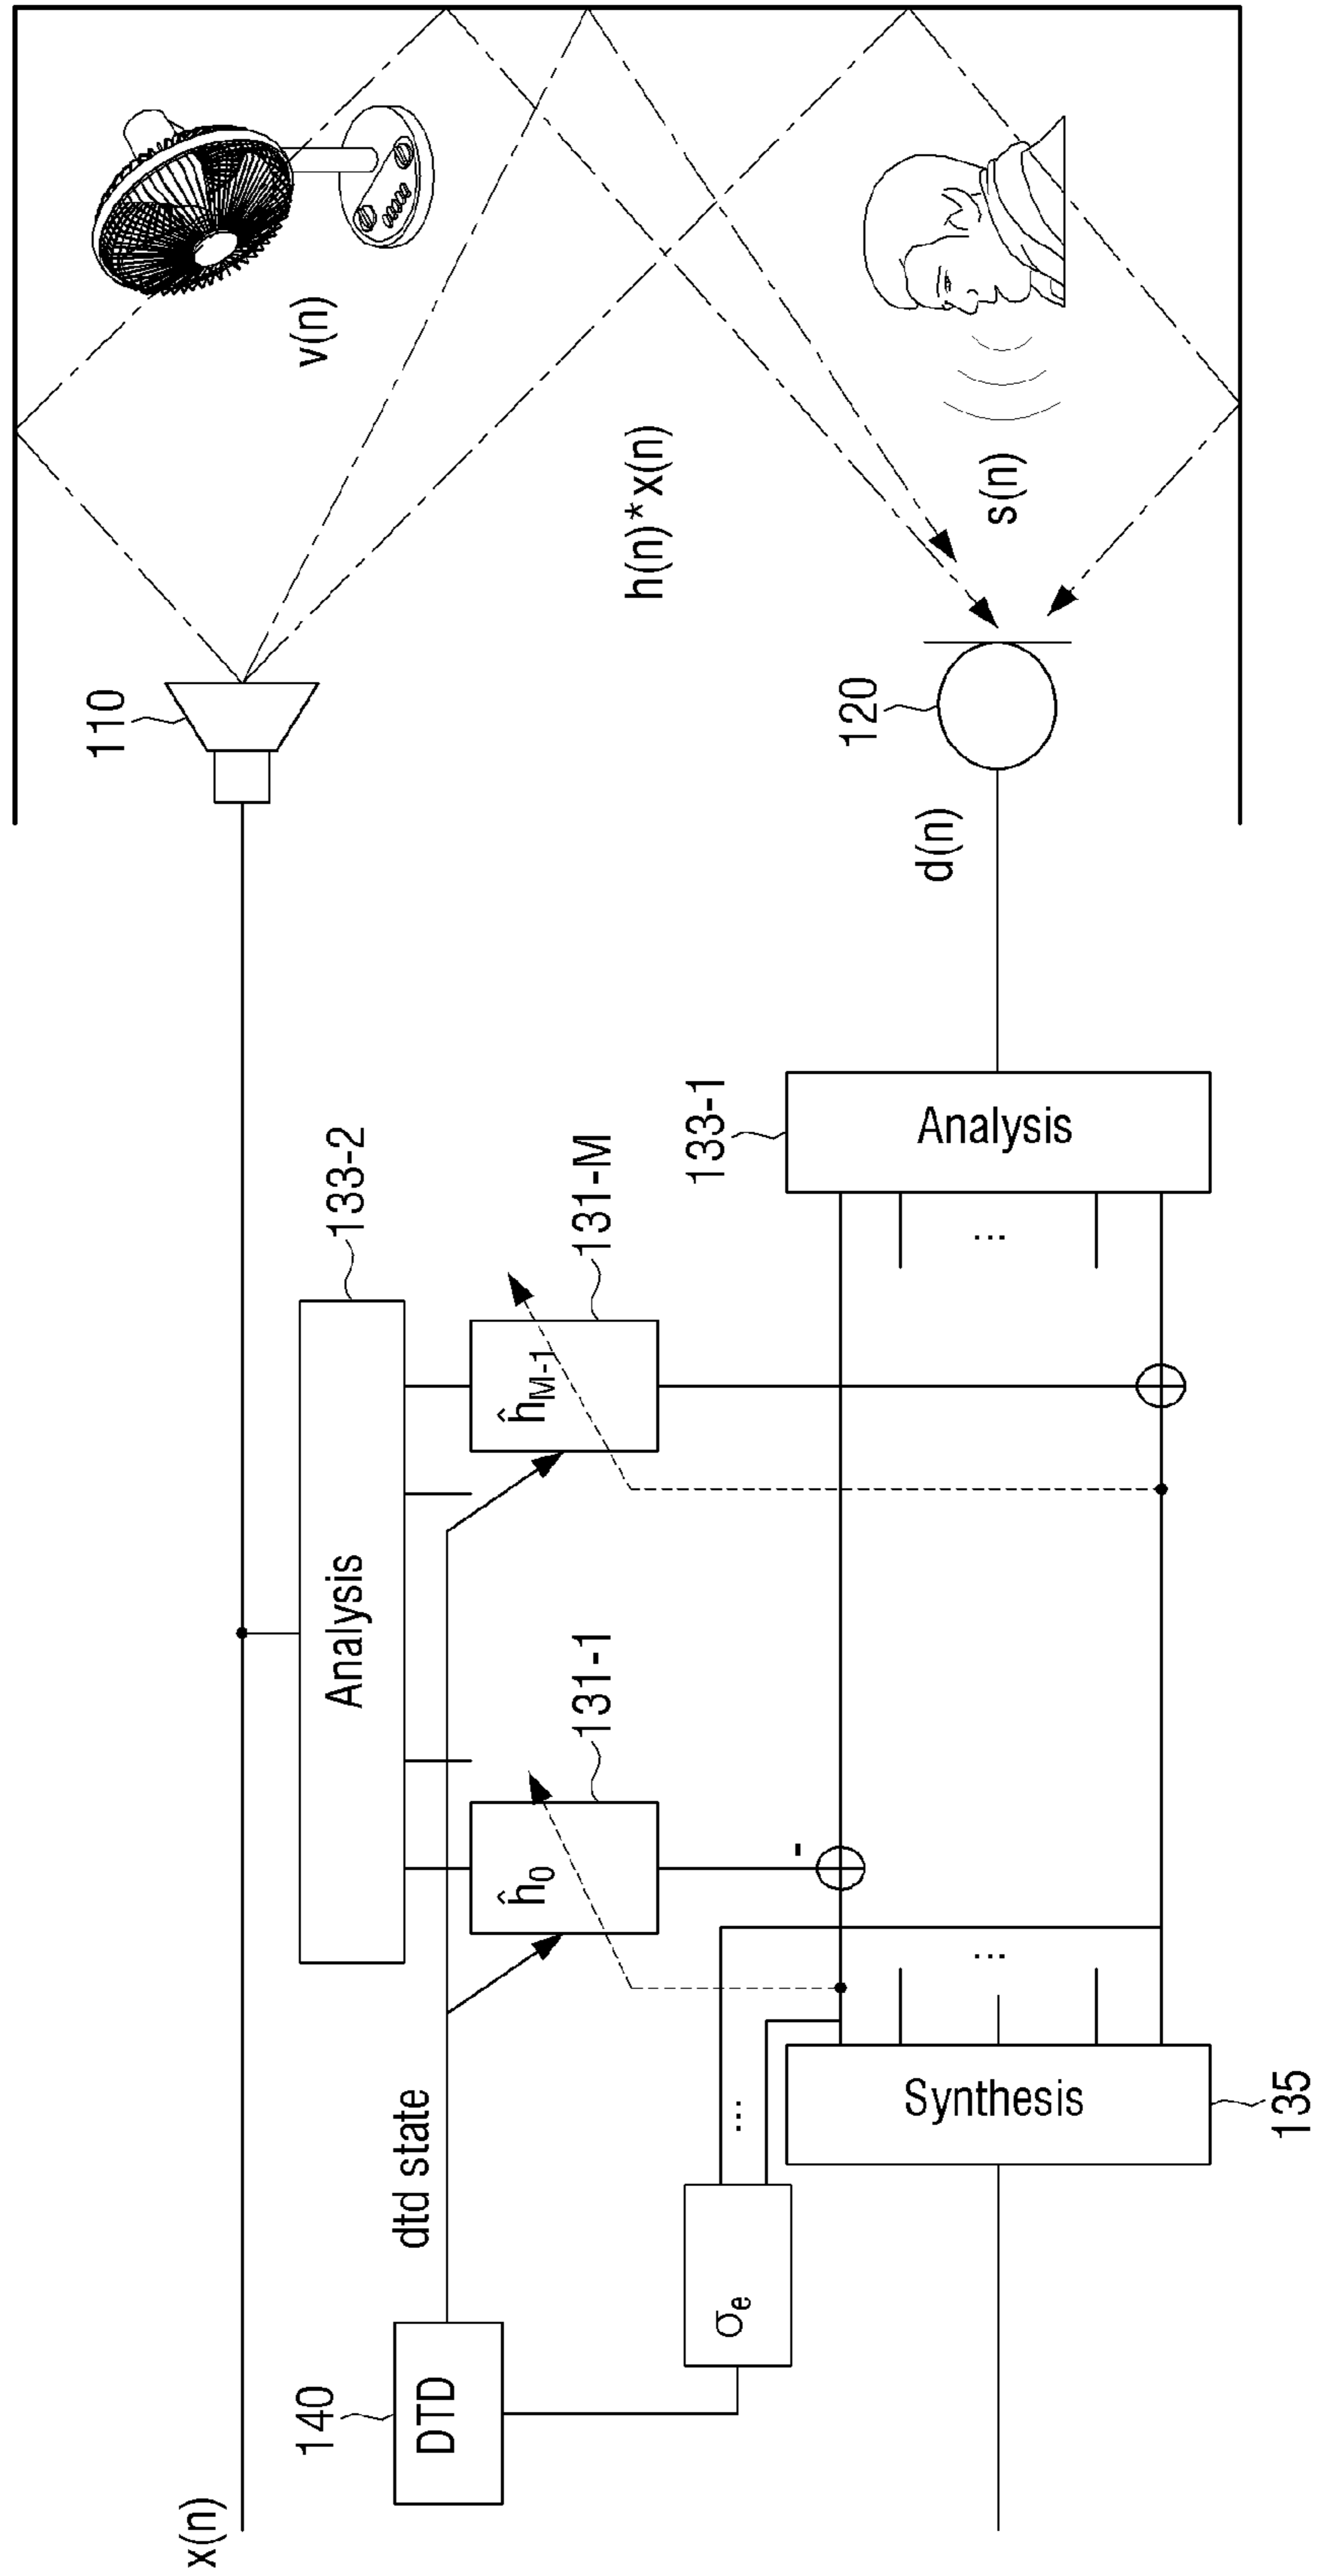 x(n)
110
v(n)
133-2
Analysis
140
DTD
dtd state
131-1
ĥ0
131-M
ĥM-1
h(n)*x(n)
σe
-
133-1
Analysis
120
d(n)
s(n)
...
...
...
Synthesis
135